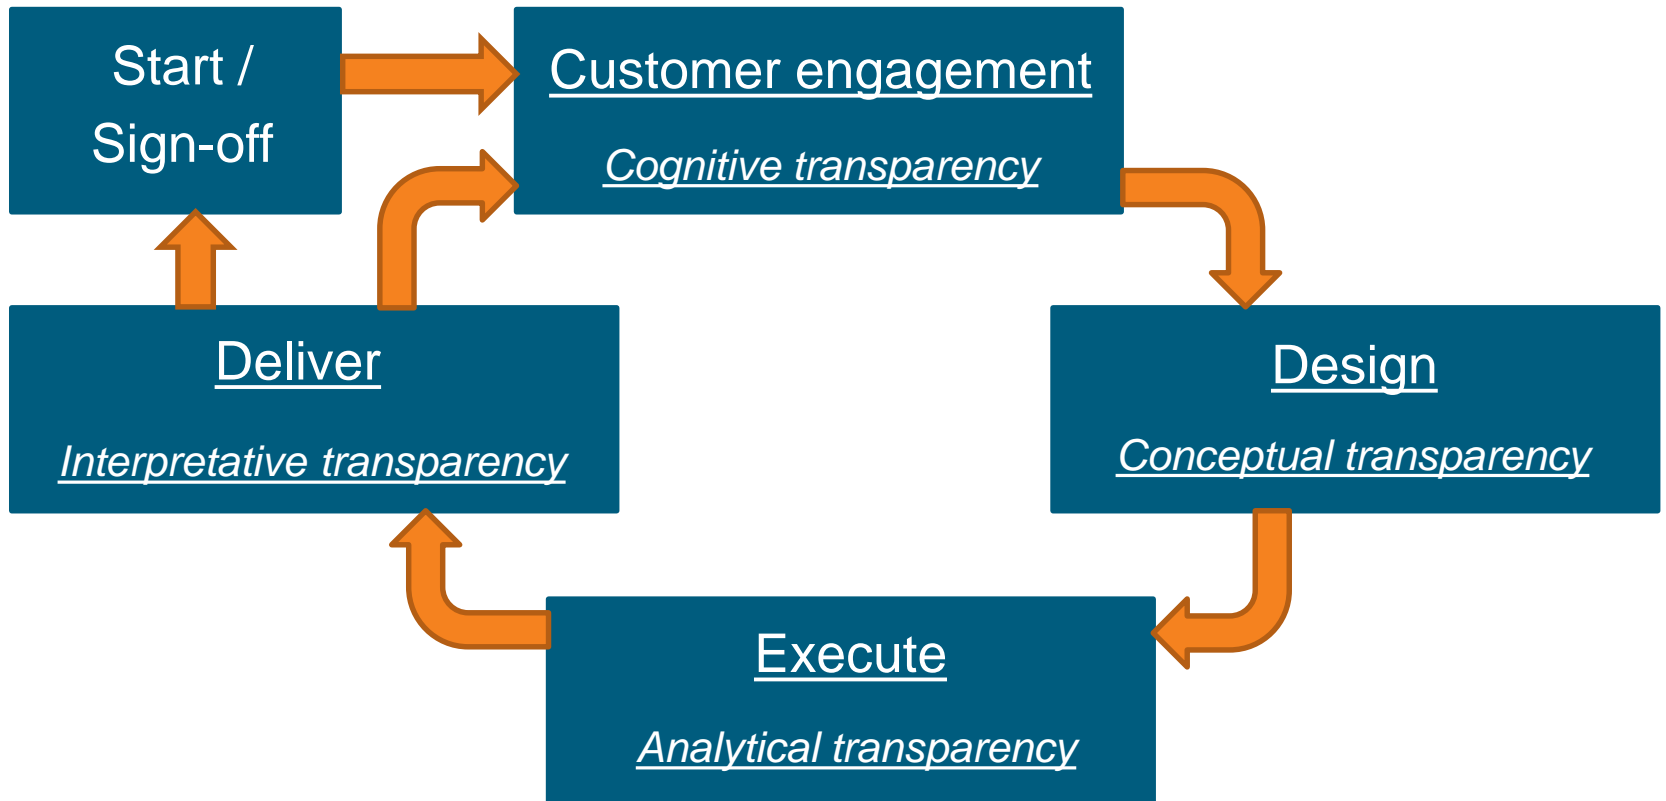 Start /
Sign-off
Customer engagement
Cognitive transparency
Deliver
Interpretative transparency
Design
Conceptual transparency
Execute
Analytical transparency